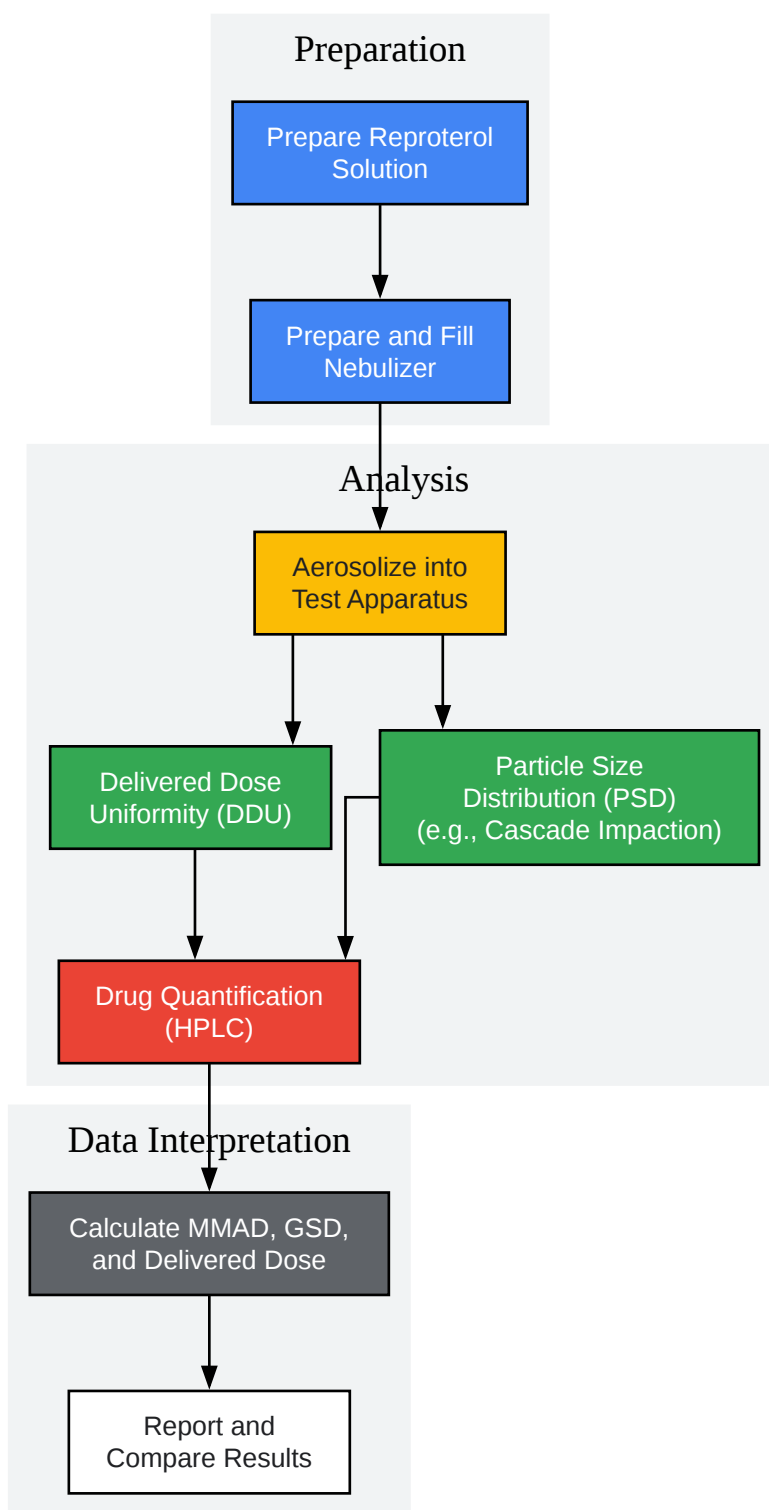 Preparation
Prepare Reproterol
Solution
Prepare and Fill
Nebulizer
Analysis
Aerosolize into
Test Apparatus
Delivered Dose
Uniformity (DDU)
Particle Size
Distribution (PSD)
(e.g., Cascade Impaction)
Drug Quantification
(HPLC)
Data Interpretation
Calculate MMAD, GSD,
and Delivered Dose
Report and
Compare Results